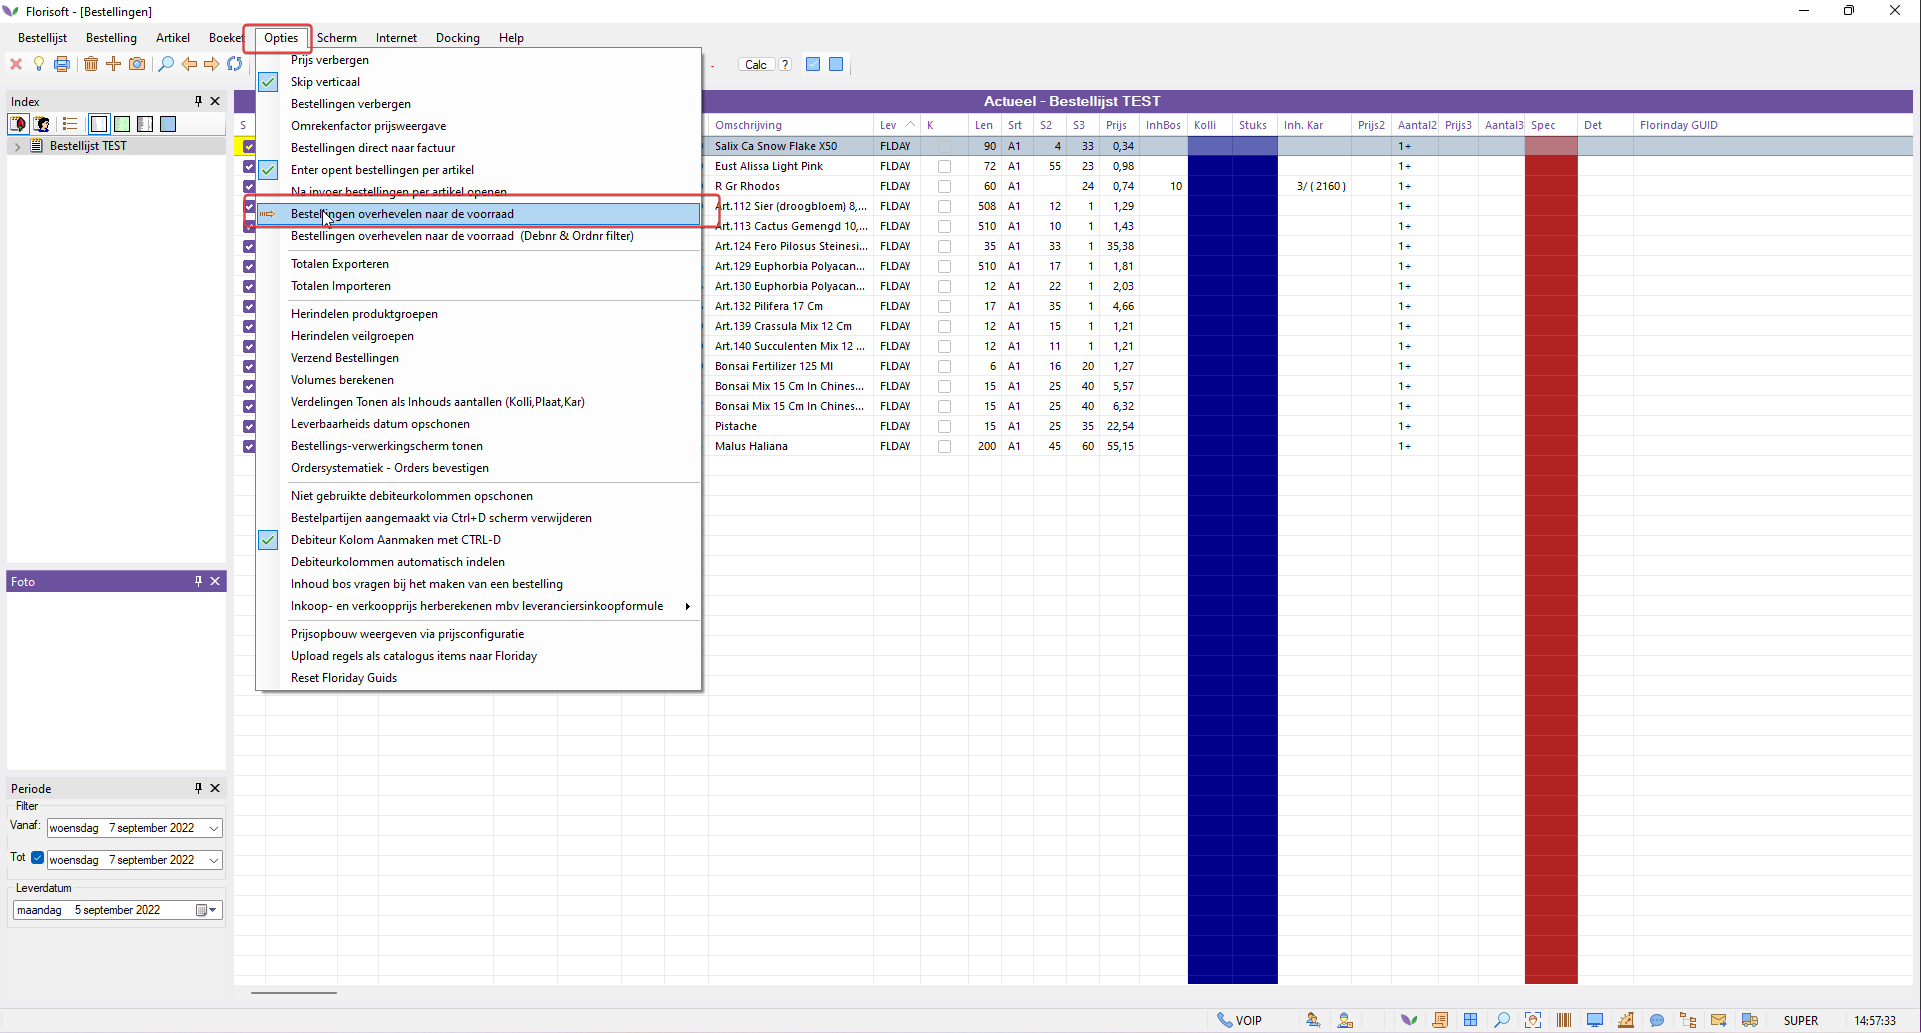 Florisoft - [Bestellingen]
Bestellijst Bestelling Artikel Boeket Opties Scherm Internet Docking Help
Calc ?
Index
Bestellijst TEST
Prijs verbergen
Skip verticaal
Bestellingen verbergen
Omrekenfactor prijsweergave
Bestellingen direct naar factuur
Enter opent bestellingen per artikel
Na invoer bestellingen per artikel openen
Bestellingen overhevelen naar de voorraad
Bestellingen overhevelen naar de voorraad (Debnr & Ordnr filter)
Totalen Exporteren
Totalen Importeren
Herindelen produktgroepen
Herindelen veilgroepen
Verzend Bestellingen
Volumes berekenen
Verdelingen Tonen als Inhouds aantallen (Kolli,Plaat,Kar)
Leverbaarheids datum opschonen
Bestellings-verwerkingscherm tonen
Ordersystematiek - Orders bevestigen
Niet gebruikte debiteurkolommen opschonen
Bestelpartijen aangemaakt via Ctrl+D scherm verwijderen
Debiteur Kolom Aanmaken met CTRL-D
Debiteurkolommen automatisch indelen
Inhoud bos vragen bij het maken van een bestelling
Inkoop- en verkoopprijs herberekenen mbv leveranciersinkoopformule
Prijsopbouw weergeven via prijsconfiguratie
Upload regels als catalogus items naar Floriday
Reset Floriday Guids
Actueel - Bestellijst TEST
S Omschrijving Lev K Len Srt S2 S3 Prijs InhBos Kolli Stuks Inh. Kar Prijs2 Aantal2 Prijs3 Aantal3 Spec Det Florinday GUID
Salix Ca Snow Flake X50 FLDAY 90 A1 4 33 0,34 1+
Eust Alissa Light Pink FLDAY 72 A1 55 23 0,98 1+
R Gr Rhodos FLDAY 60 A1 24 0,74 10 3/ ( 2160 ) 1+
Art.112 Sier (droogbloem) 8,... FLDAY 508 A1 12 1 1,29 1+
Art.113 Cactus Gemengd 10,... FLDAY 510 A1 10 1 1,43 1+
Art.124 Fero Pilosus Steinesi... FLDAY 35 A1 33 1 35,38 1+
Art.129 Euphorbia Polyacan... FLDAY 510 A1 17 1 1,81 1+
Art.130 Euphorbia Polyacan... FLDAY 12 A1 22 1 2,03 1+
Art.132 Pilifera 17 Cm FLDAY 17 A1 35 1 4,66 1+
Art.139 Crassula Mix 12 Cm FLDAY 12 A1 15 1 1,21 1+
Art.140 Succulenten Mix 12 ... FLDAY 12 A1 11 1 1,21 1+
Bonsai Fertilizer 125 Ml FLDAY 6 A1 16 20 1,27 1+
Bonsai Mix 15 Cm In Chines... FLDAY 15 A1 25 40 5,57 1+
Bonsai Mix 15 Cm In Chines... FLDAY 15 A1 25 40 6,32 1+
Pistache FLDAY 15 A1 25 35 22,54 1+
Malus Haliana FLDAY 200 A1 45 60 55,15 1+
Foto
Periode
Filter
Vanaf: woensdag 7 september 2022
Tot woensdag 7 september 2022
Leverdatum
maandag 5 september 2022
VOIP SUPER 14:57:33